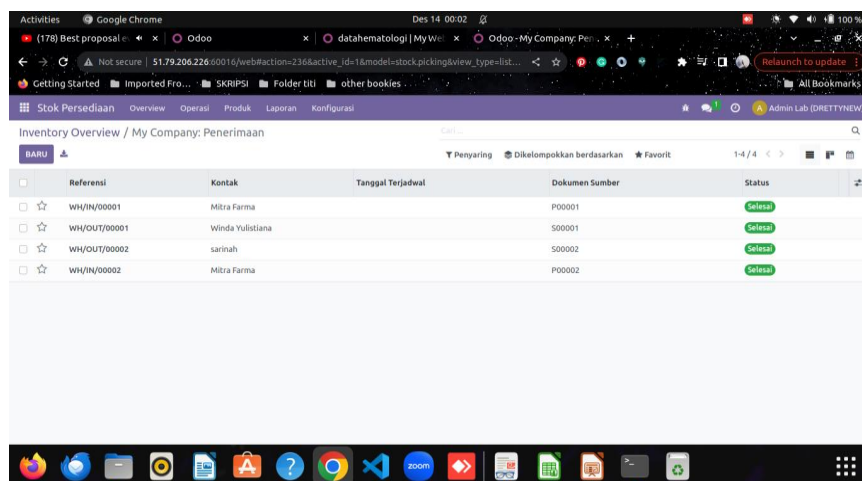 Activities Google Chrome Des 14 00:02 100 %
(178) Best proposal e Odoo datahematologi | My We Odoo - My Company: Pen
Not secure 51.79.206.226:60016/web#action=236&active_id=1&model=stock.picking&view_type=list... Relaunch to update
Getting Started Imported Fro... SKRIPSI Folder titi other bookies All Bookmarks
Stok Persediaan Overview Operasi Produk Laporan Konfigurasi 1 A Admin Lab (DRETTYNEW
Inventory Overview / My Company: Penerimaan Cari ...
BARU Penyaring Dikelompokkan berdasarkan Favorit 1-4 / 4
Referensi Kontak Tanggal Terjadwal Dokumen Sumber Status
WH/IN/00001 Mitra Farma P00001 Selesai
WH/OUT/00001 Winda Yulistiana S00001 Selesai
WH/OUT/00002 sarinah S00002 Selesai
WH/IN/00002 Mitra Farma P00002 Selesai
zoom